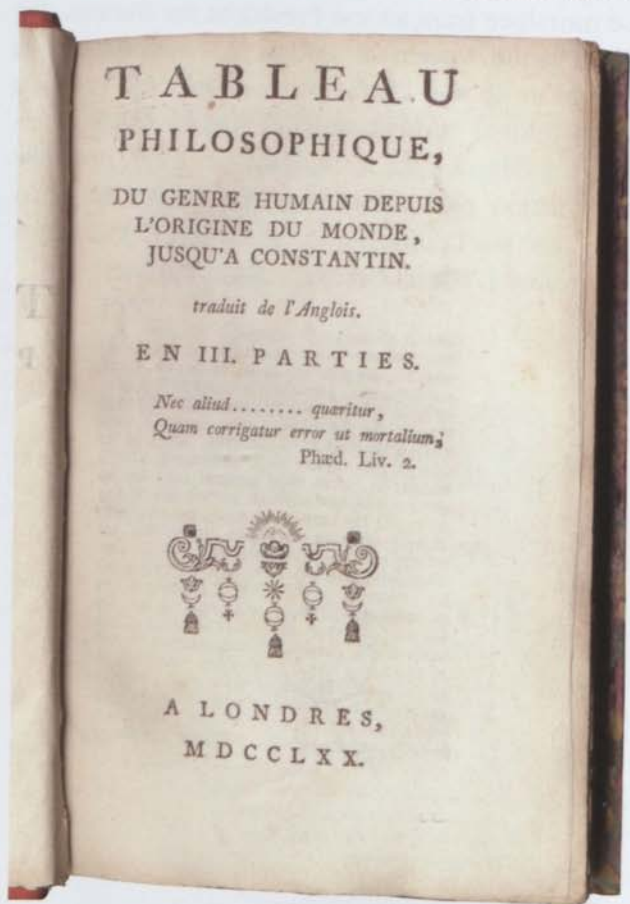 TABLEAU
PHILOSOPHIQUE,
DU GENRE HUMAIN DEPUIS
L'ORIGINE DU MONDE,
JUSQU'A CONSTANTIN.
traduit de l'Anglois.
EN III. PARTIES.
Nec aliud........ quæritur,
Quam corrigatur error ut mortalium;
Phæd. Liv. 2.
A LONDRES,
MDCCLXX.